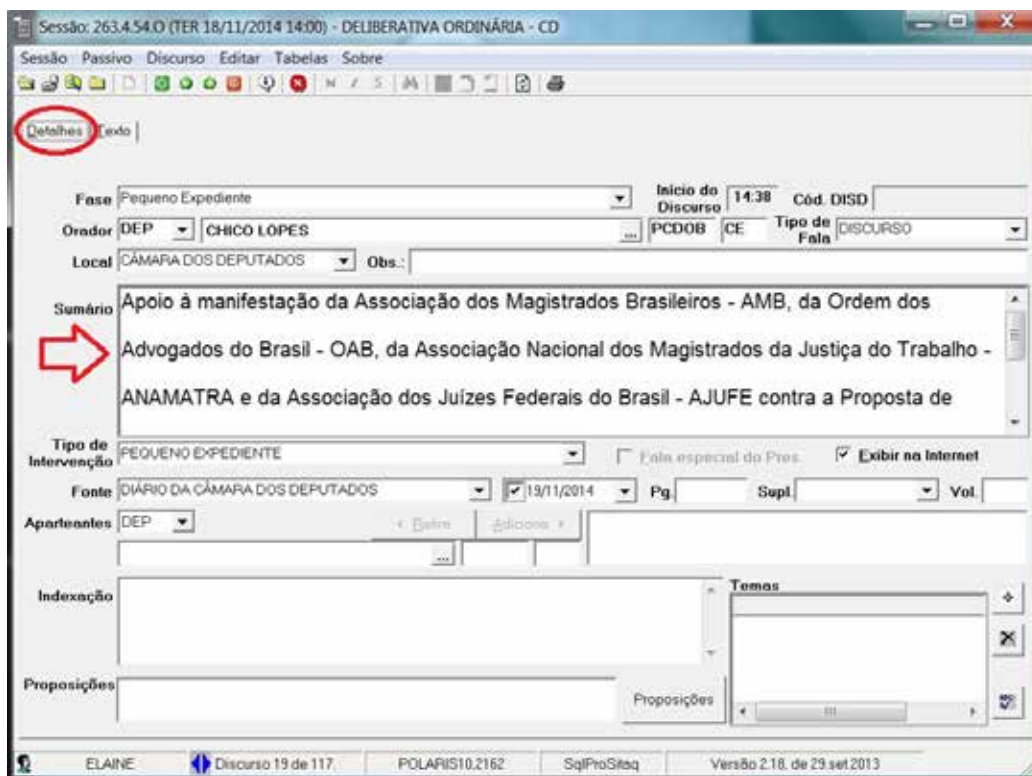 Sessão: 263.4.54.O (TER 18/11/2014 14:00) - DELIBERATIVA ORDINÁRIA - CD
Sessão Passivo Discurso Editar Tabelas Sobre
N I S
Detalhes Texto
Fase Pequeno Expediente Início do Discurso 14:38 Cód. DISD
Orador DEP CHICO LOPES ... PCDOB CE Tipo de Fala DISCURSO
Local CÂMARA DOS DEPUTADOS Obs.:
Sumário Apoio à manifestação da Associação dos Magistrados Brasileiros - AMB, da Ordem dos
Advogados do Brasil - OAB, da Associação Nacional dos Magistrados da Justiça do Trabalho -
ANAMATRA e da Associação dos Juízes Federais do Brasil - AJUFE contra a Proposta de
Tipo de Intervenção PEQUENO EXPEDIENTE Fala especial do Pres. Exibir na Internet
Fonte DIÁRIO DA CÂMARA DOS DEPUTADOS 19/11/2014 Pg. Supl. Vol.
Aparteantes DEP < Retire Adicione >
...
Indexação Temas
Proposições Proposições
ELAINE Discurso 19 de 117. POLARIS10.2162 SqlProSitaq Versão 2.18, de 29.set.2013